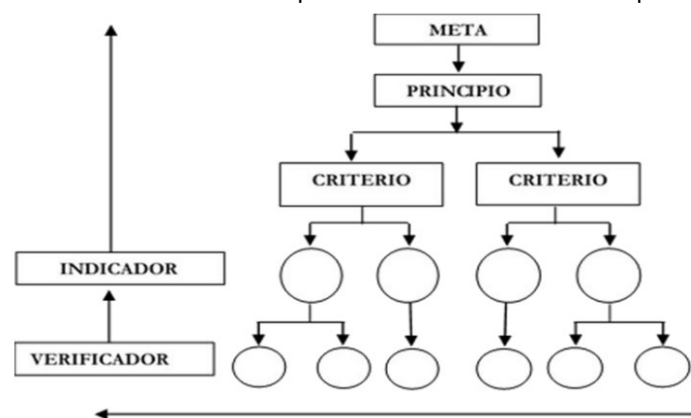 META
PRINCIPIO
CRITERIO
CRITERIO
INDICADOR
VERIFICADOR